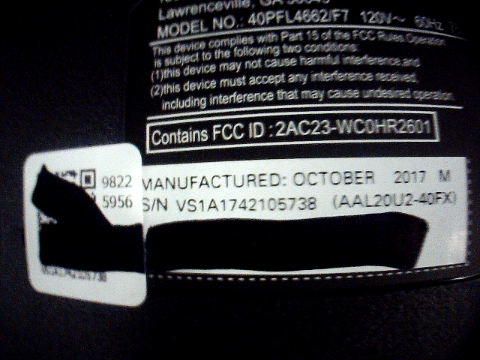 Lawrenceville, GA 30043
MODEL NO.: 40PFL4662/F7 120V~ 60Hz
This device complies with Part 15 of the FCC Rules Operation
is subject to the following two conditions:
(1)this device may not cause harmful interference,and
(2)this device must accept any interference received,
including interference that may cause undesired operation.
Contains FCC ID : 2AC23-WC0HR2601
9822
5956
MANUFACTURED: OCTOBER 2017 M
S/N VS1A1742105738 (AAL20U2-40FX)